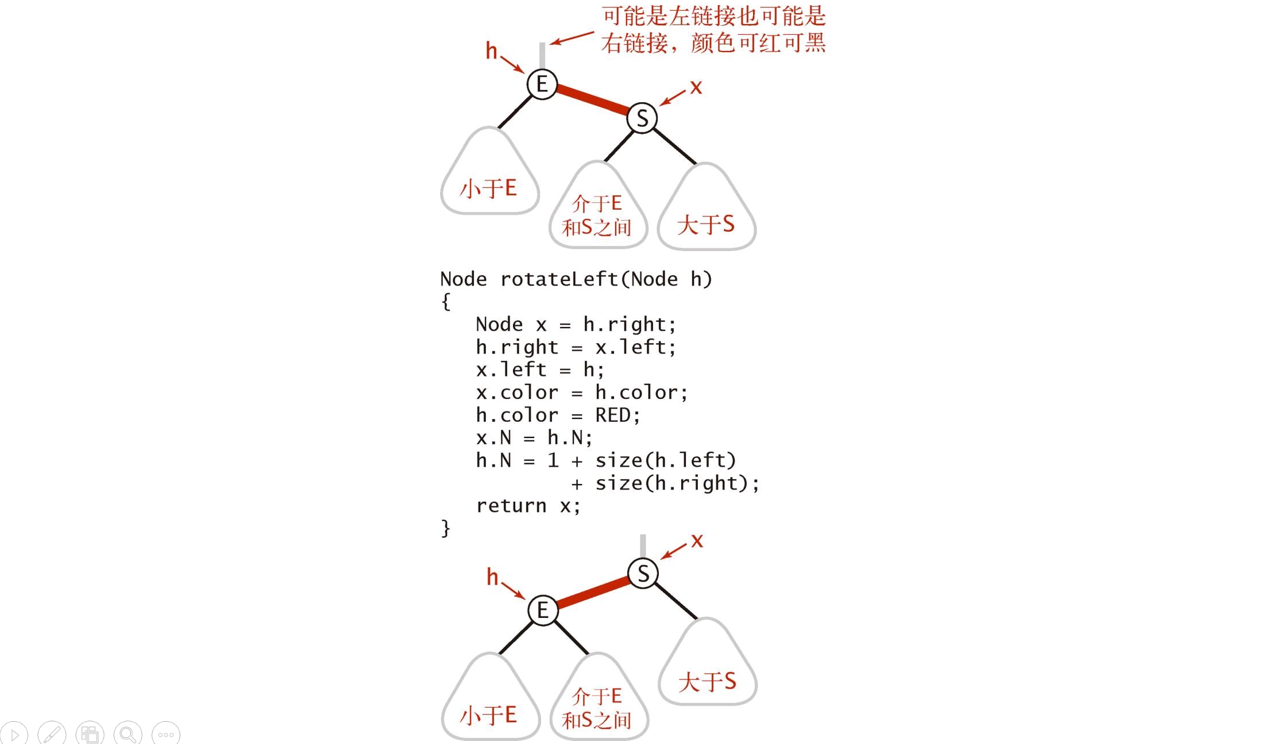 可能是左链接也可能是
右链接，颜色可红可黑
h
E
x
S
小于E
介于E
和S之间
大于S
Node rotateLeft(Node h)
{
Node x = h.right;
h.right = x.left;
x.left = h;
x.color = h.color;
h.color = RED;
x.N = h.N;
h.N = 1 + size(h.left)
+ size(h.right);
return x;
}
x
S
h
E
小于E
介于E
和S之间
大于S